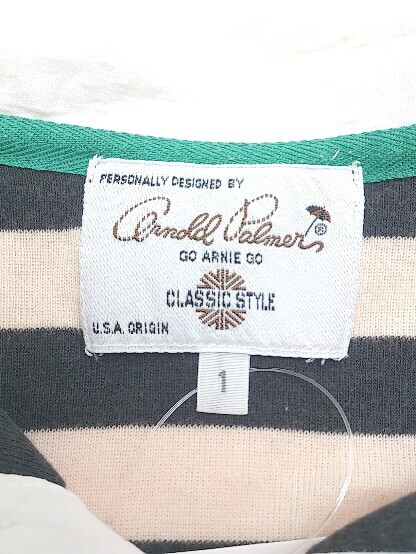 PERSONALLY DESIGNED BY
Arnold Palmer ®
GO ARNIE GO
CLASSIC STYLE
U.S.A. ORIGIN
1